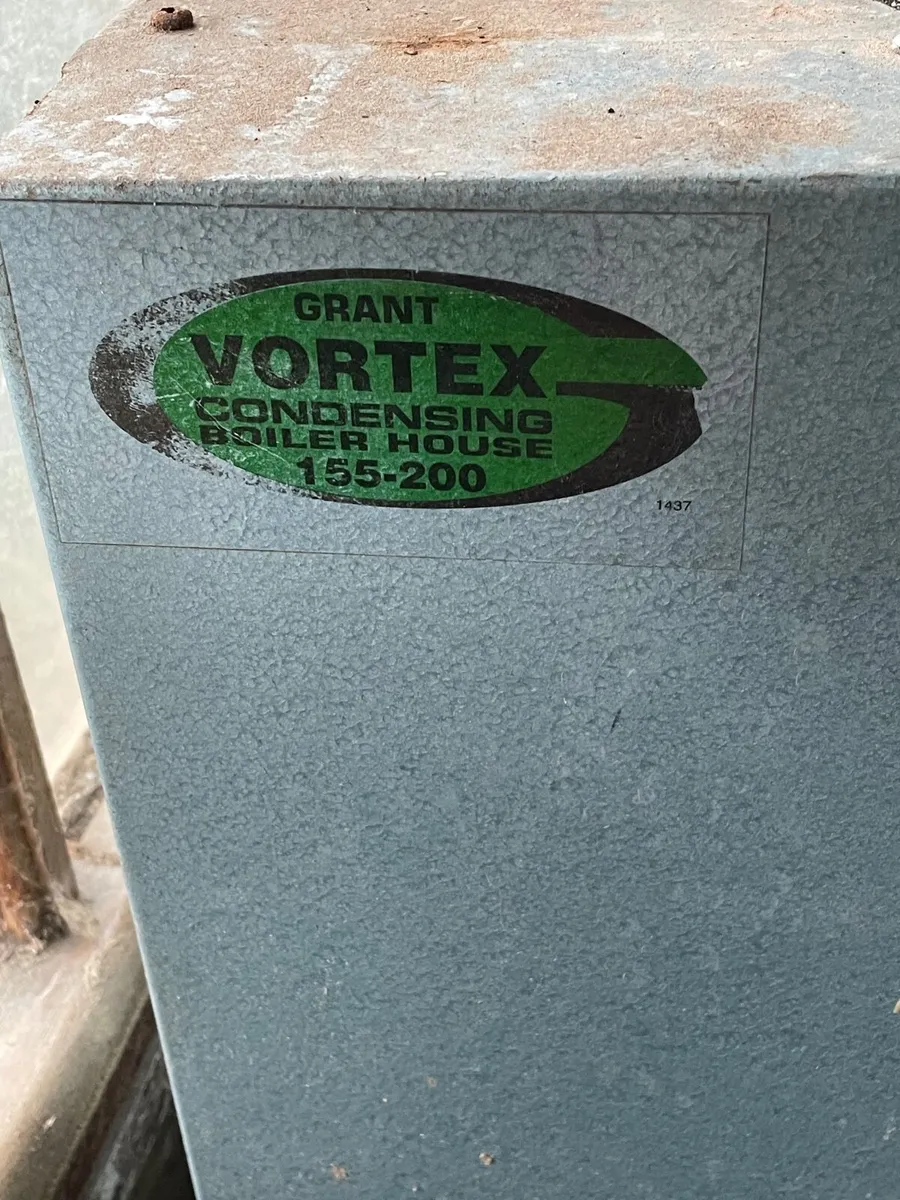 GRANT
VORTEX
CONDENSING
BOILER HOUSE
155-200
1437